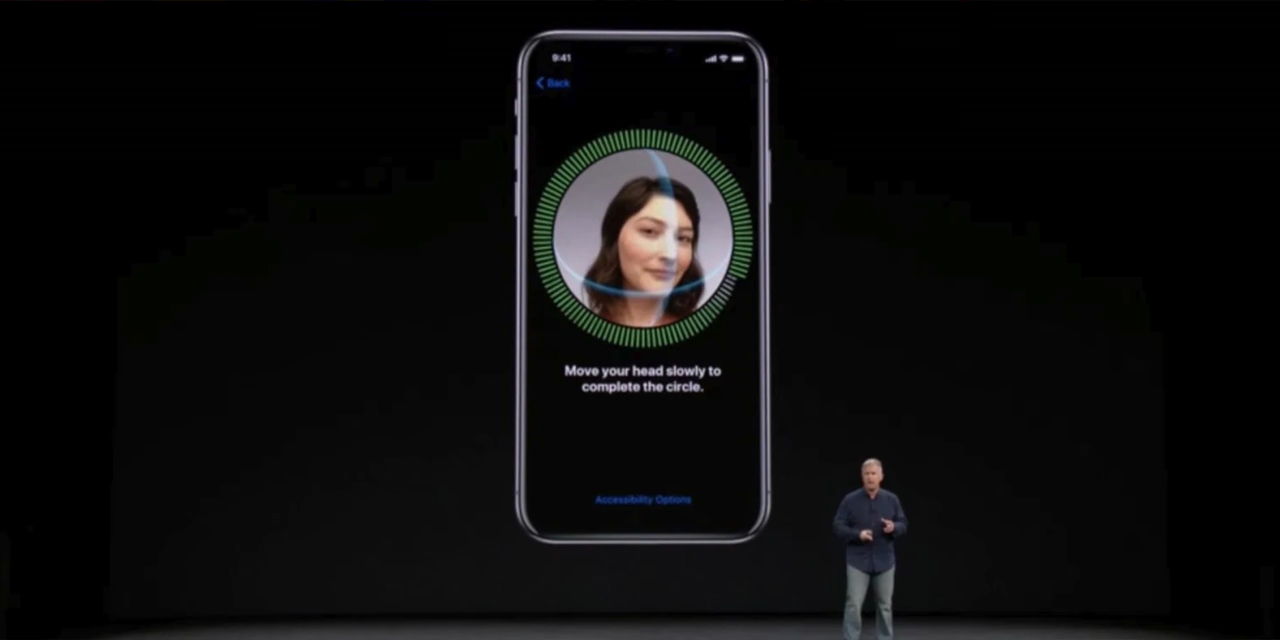 9:41
Back
Move your head slowly to
complete the circle.
Accessibility Options